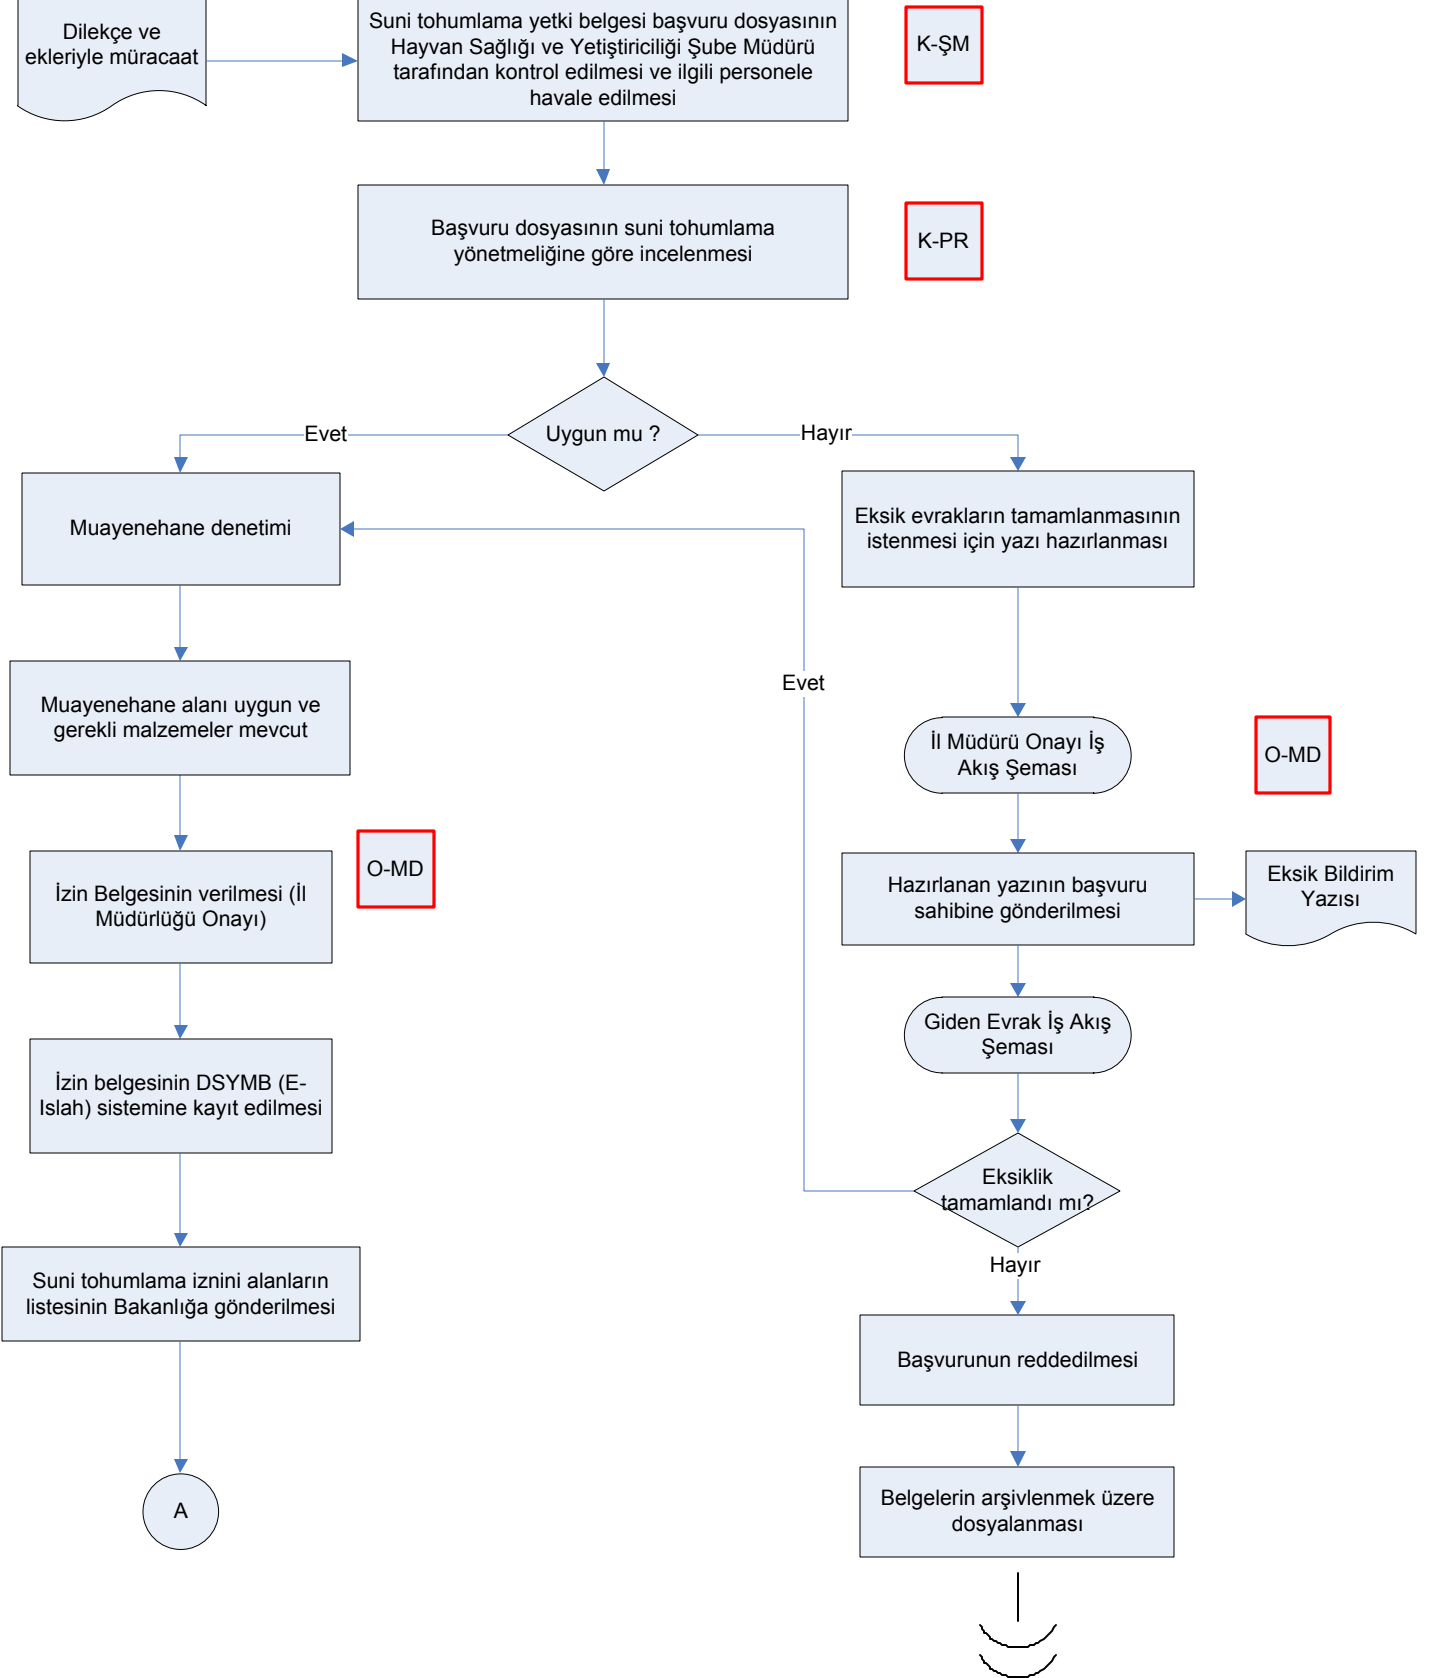 Dilekçe ve
ekleriyle müracaat
Suni tohumlama yetki belgesi başvuru dosyasının
Hayvan Sağlığı ve Yetiştiriciliği Şube Müdürü
tarafından kontrol edilmesi ve ilgili personele
havale edilmesi
K-ŞM
Başvuru dosyasının suni tohumlama
yönetmeliğine göre incelenmesi
K-PR
Uygun mu ?
Evet
Hayır
Muayenehane denetimi
Eksik evrakların tamamlanmasının
istenmesi için yazı hazırlanması
Evet
Muayenehane alanı uygun ve
gerekli malzemeler mevcut
İl Müdürü Onayı İş
Akış Şeması
O-MD
İzin Belgesinin verilmesi (İl
Müdürlüğü Onayı)
O-MD
Hazırlanan yazının başvuru
sahibine gönderilmesi
Eksik Bildirim
Yazısı
Giden Evrak İş Akış
Şeması
İzin belgesinin DSYMB (E-
Islah) sistemine kayıt edilmesi
Eksiklik
tamamlandı mı?
Hayır
Suni tohumlama iznini alanların
listesinin Bakanlığa gönderilmesi
Başvurunun reddedilmesi
A
Belgelerin arşivlenmek üzere
dosyalanması